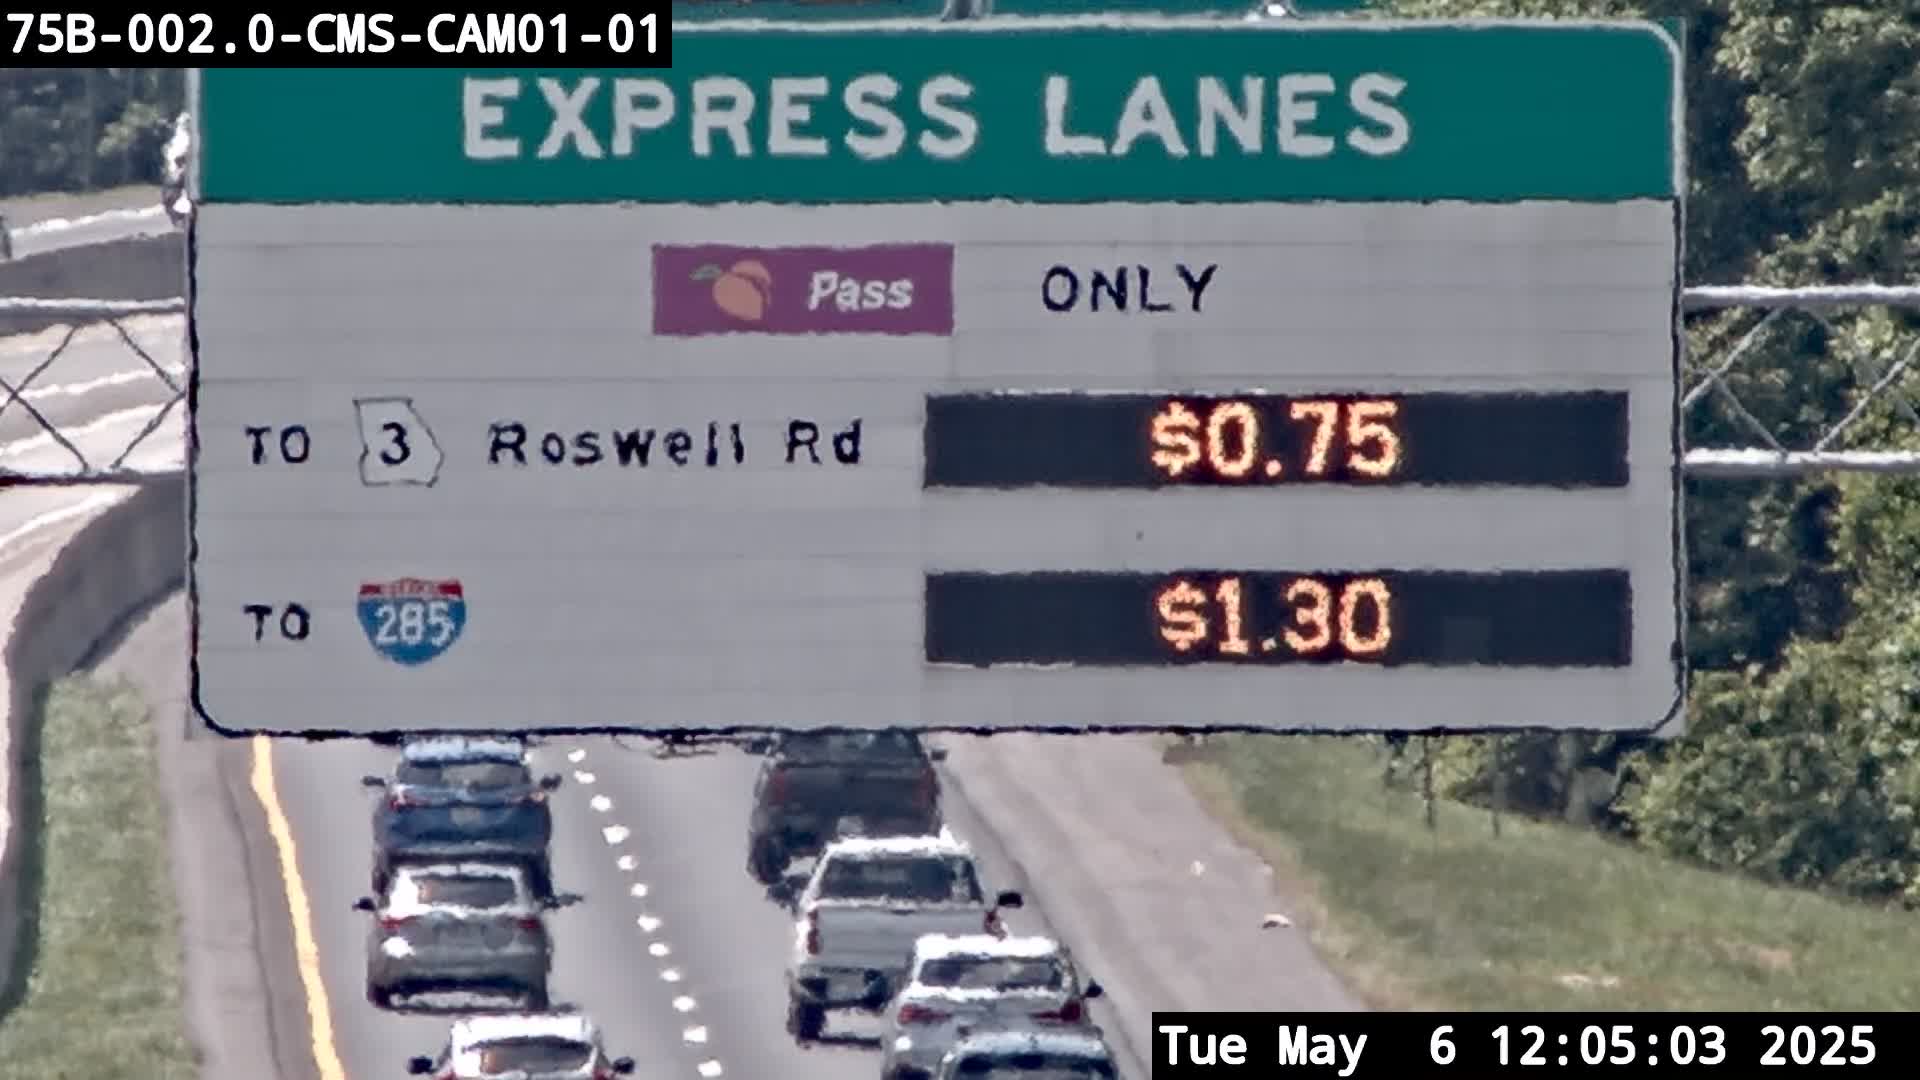 75B-002.0-CMS-CAM01-01
EXPRESS LANES
Pass ONLY
TO 3 Roswell Rd $0.75
TO 285 $1.30
Tue May 6 12:05:03 2025